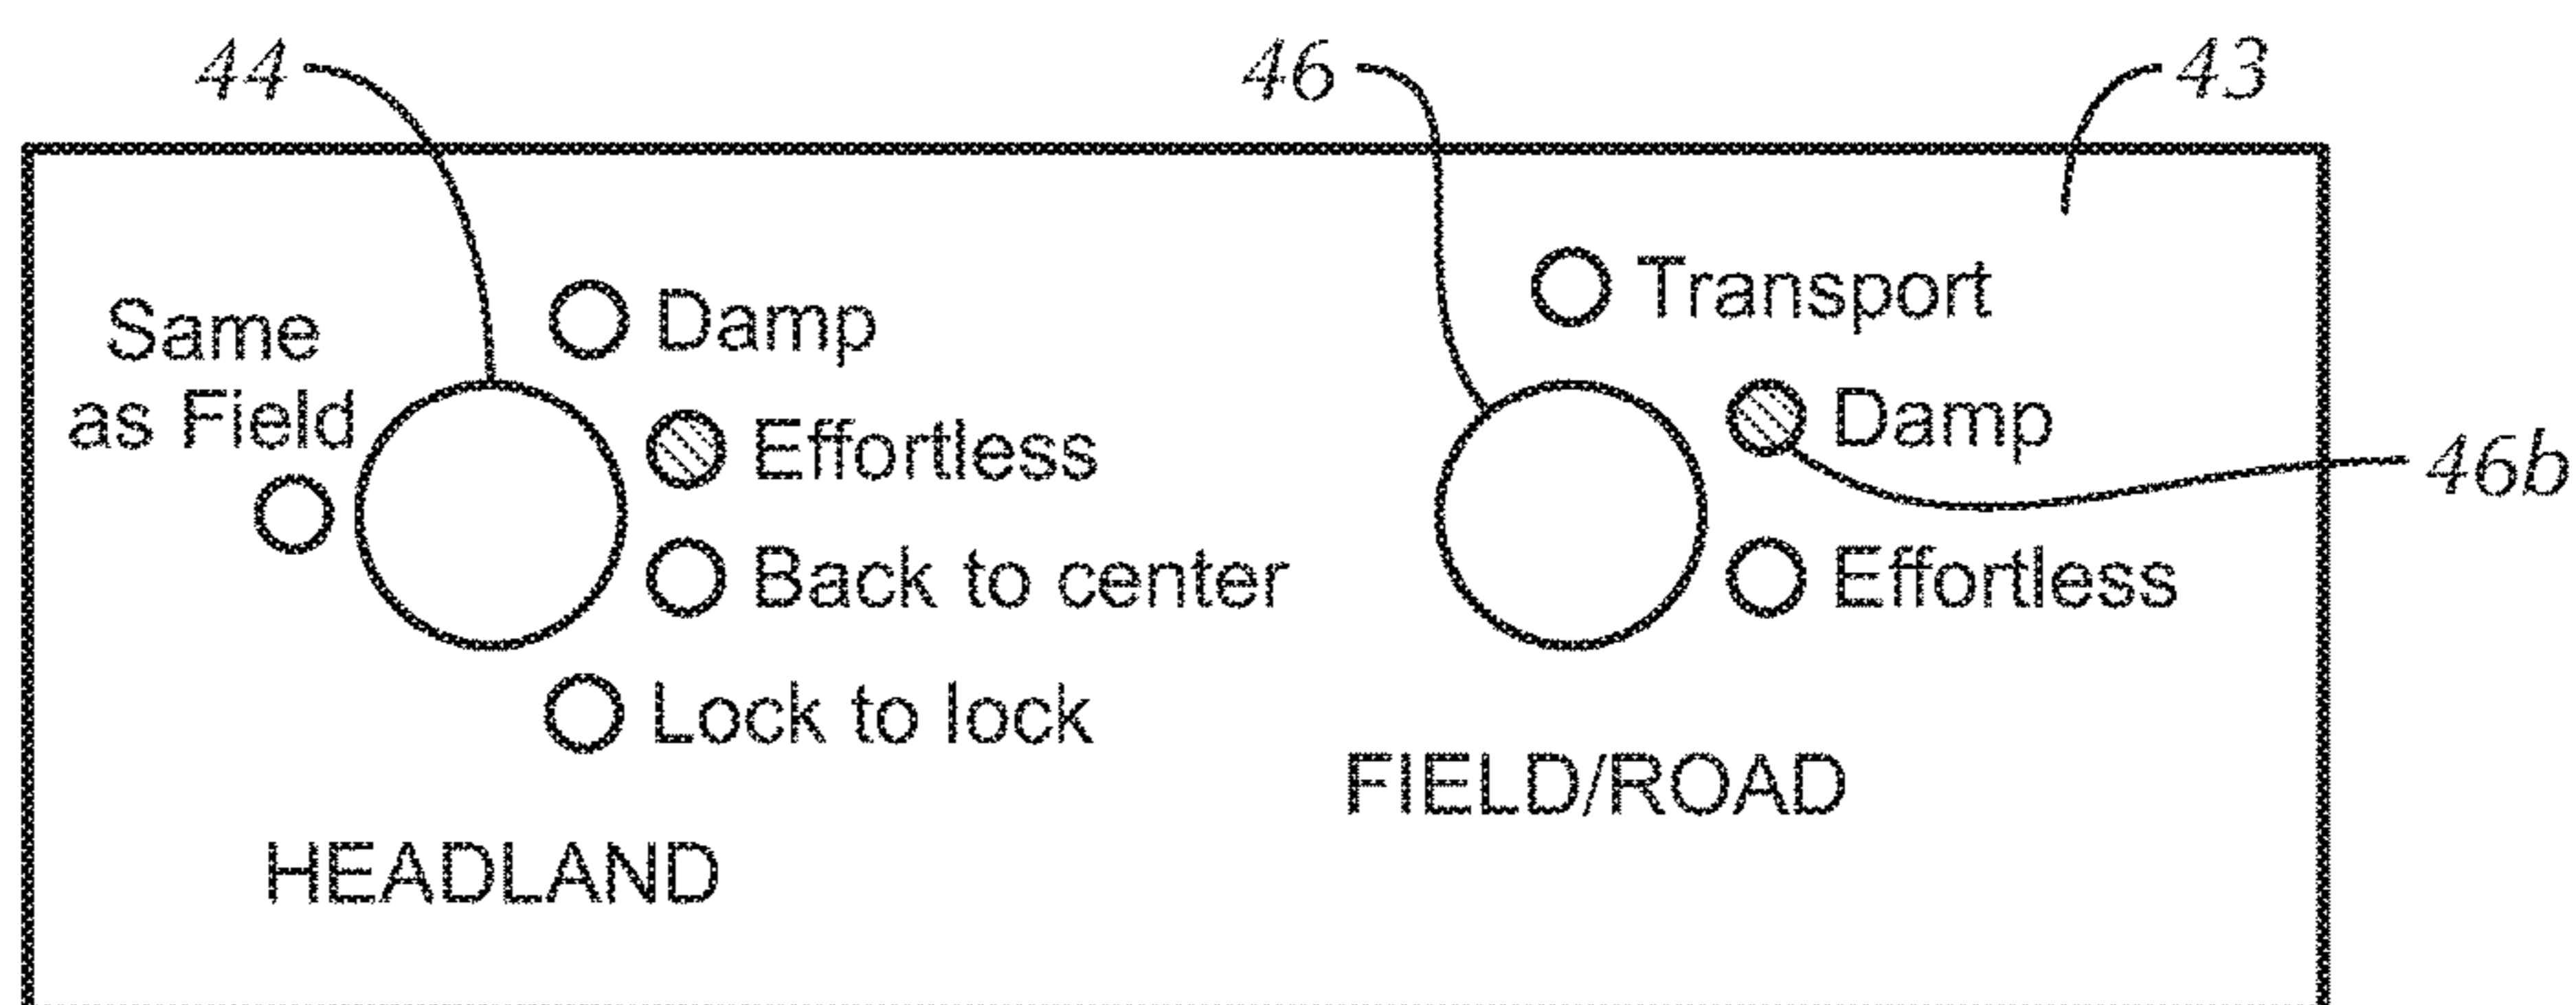 44
46
43
Same
as Field
Damp
Effortless
Back to center
Lock to lock
HEADLAND
Transport
Damp
46b
Effortless
FIELD/ROAD